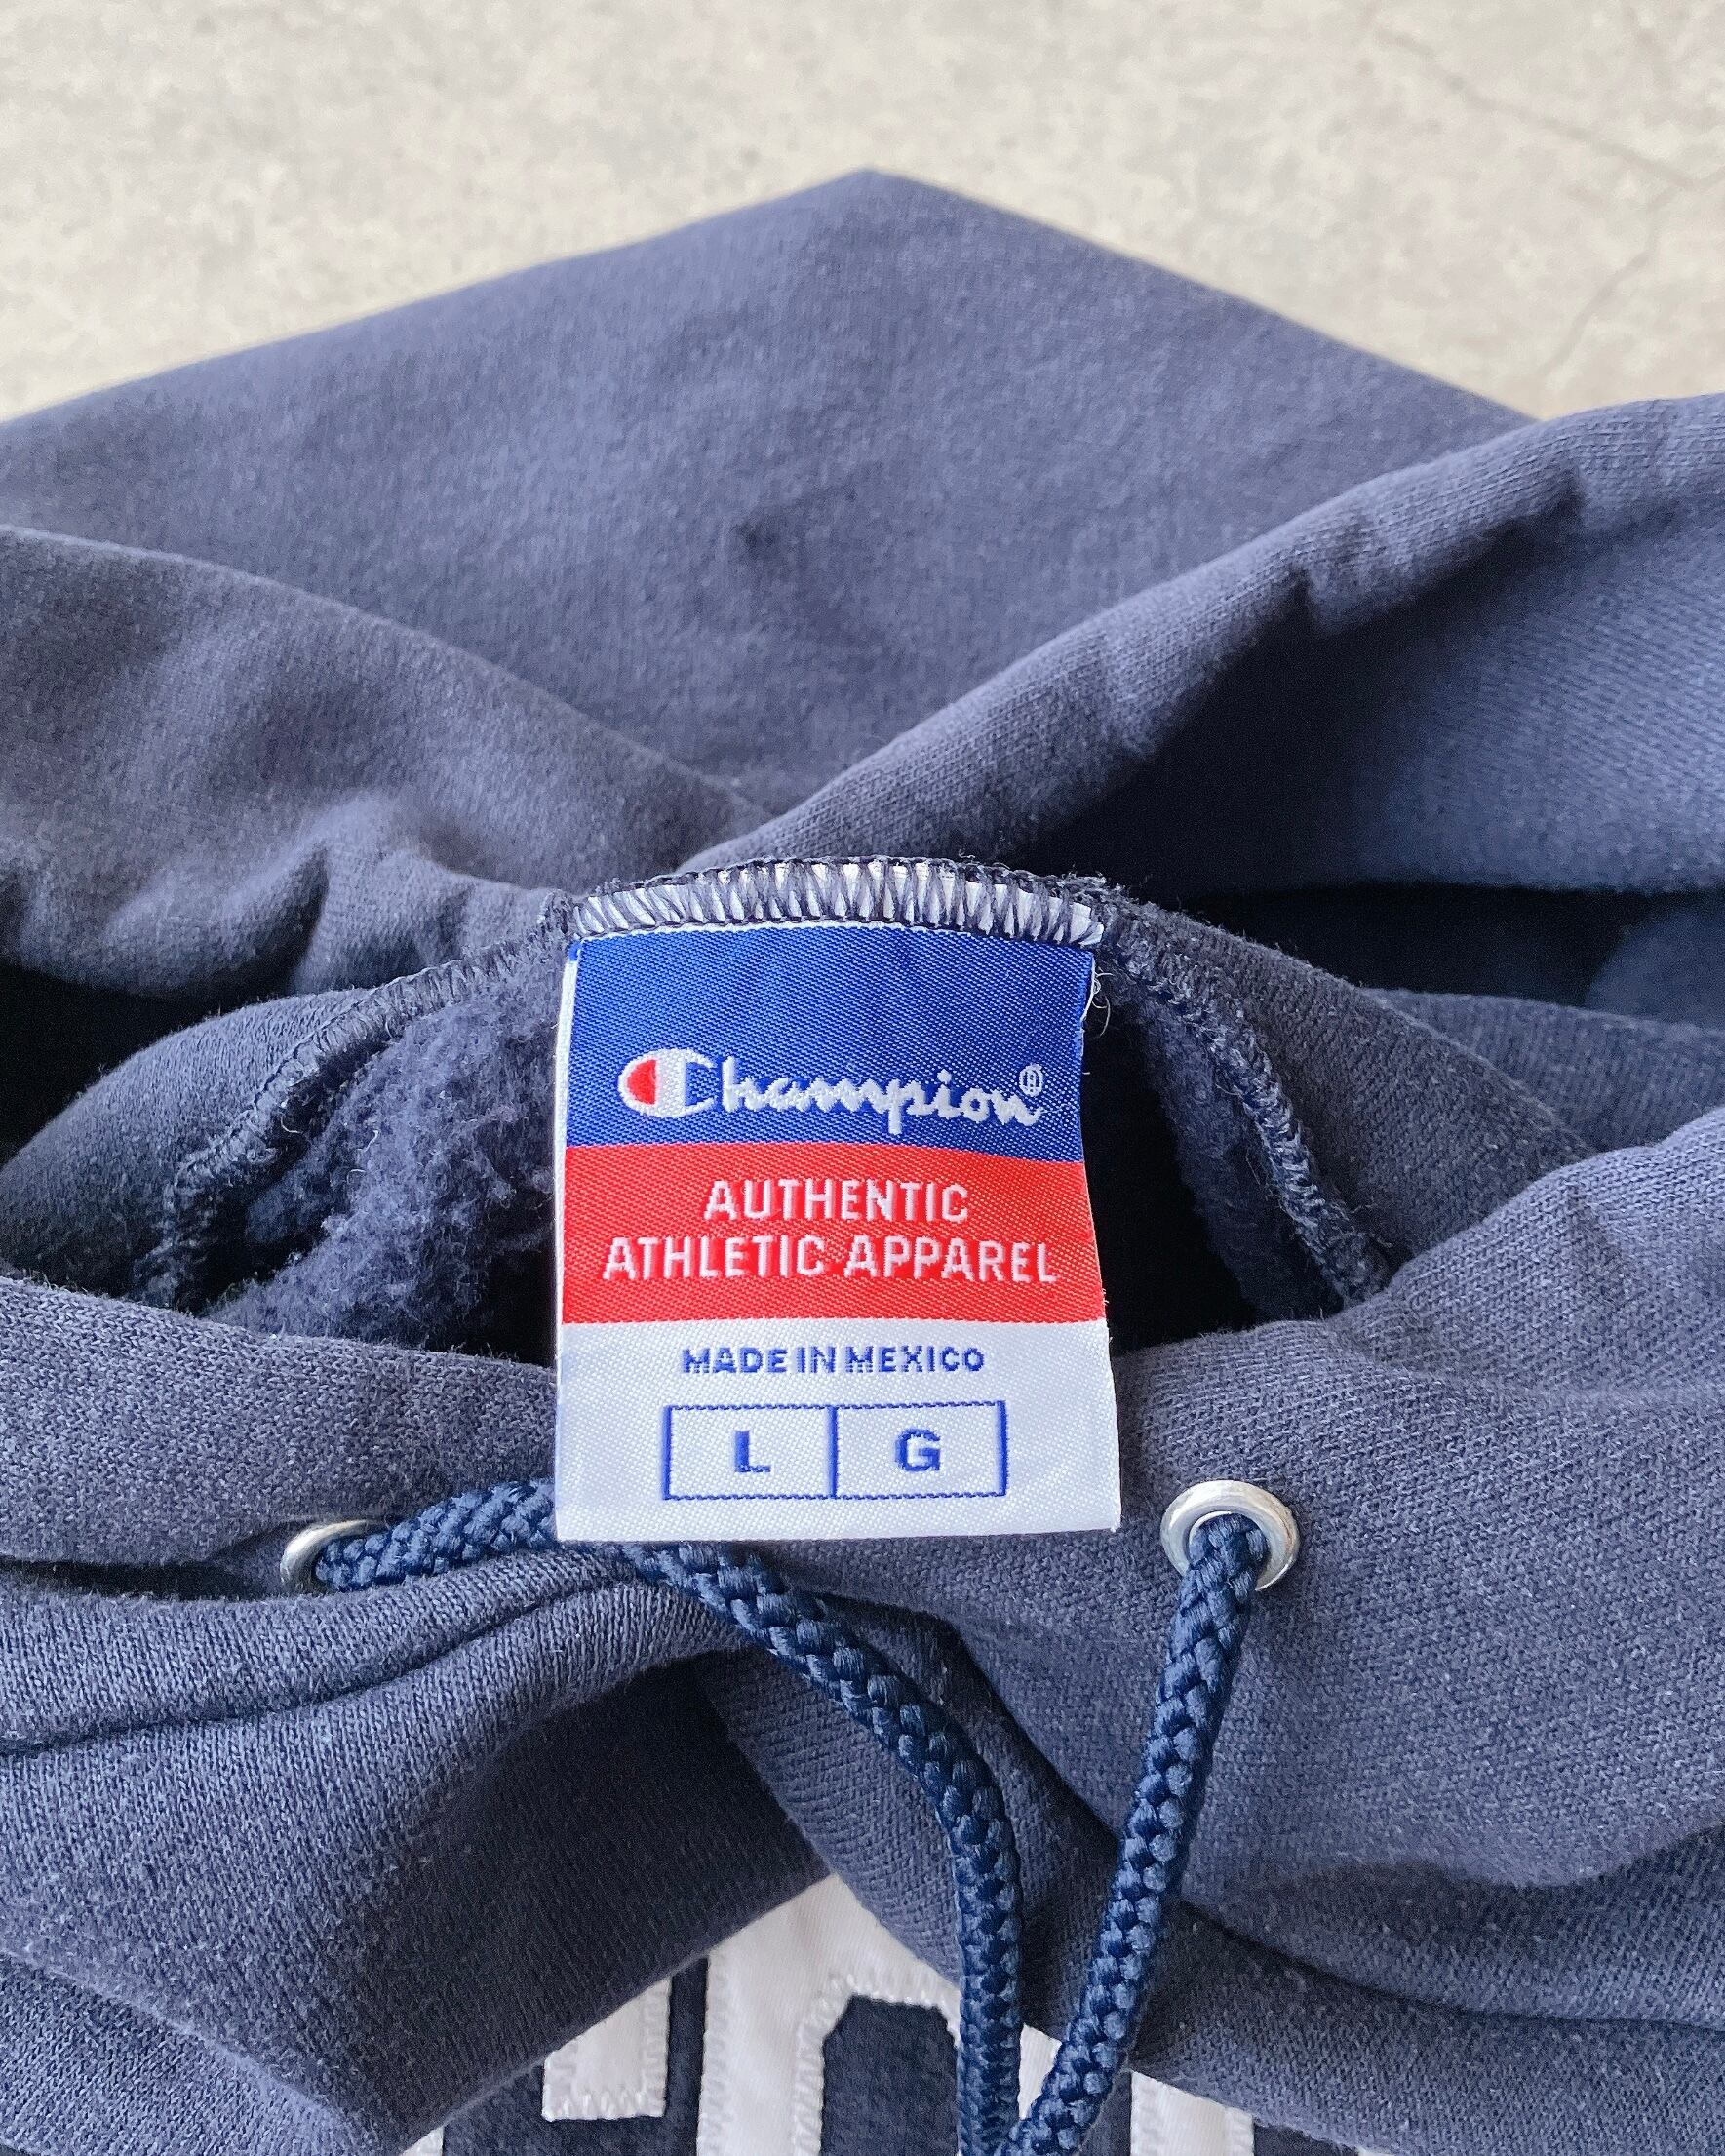 Champion®
AUTHENTIC
ATHLETIC APPAREL
MADE IN MEXICO
L G